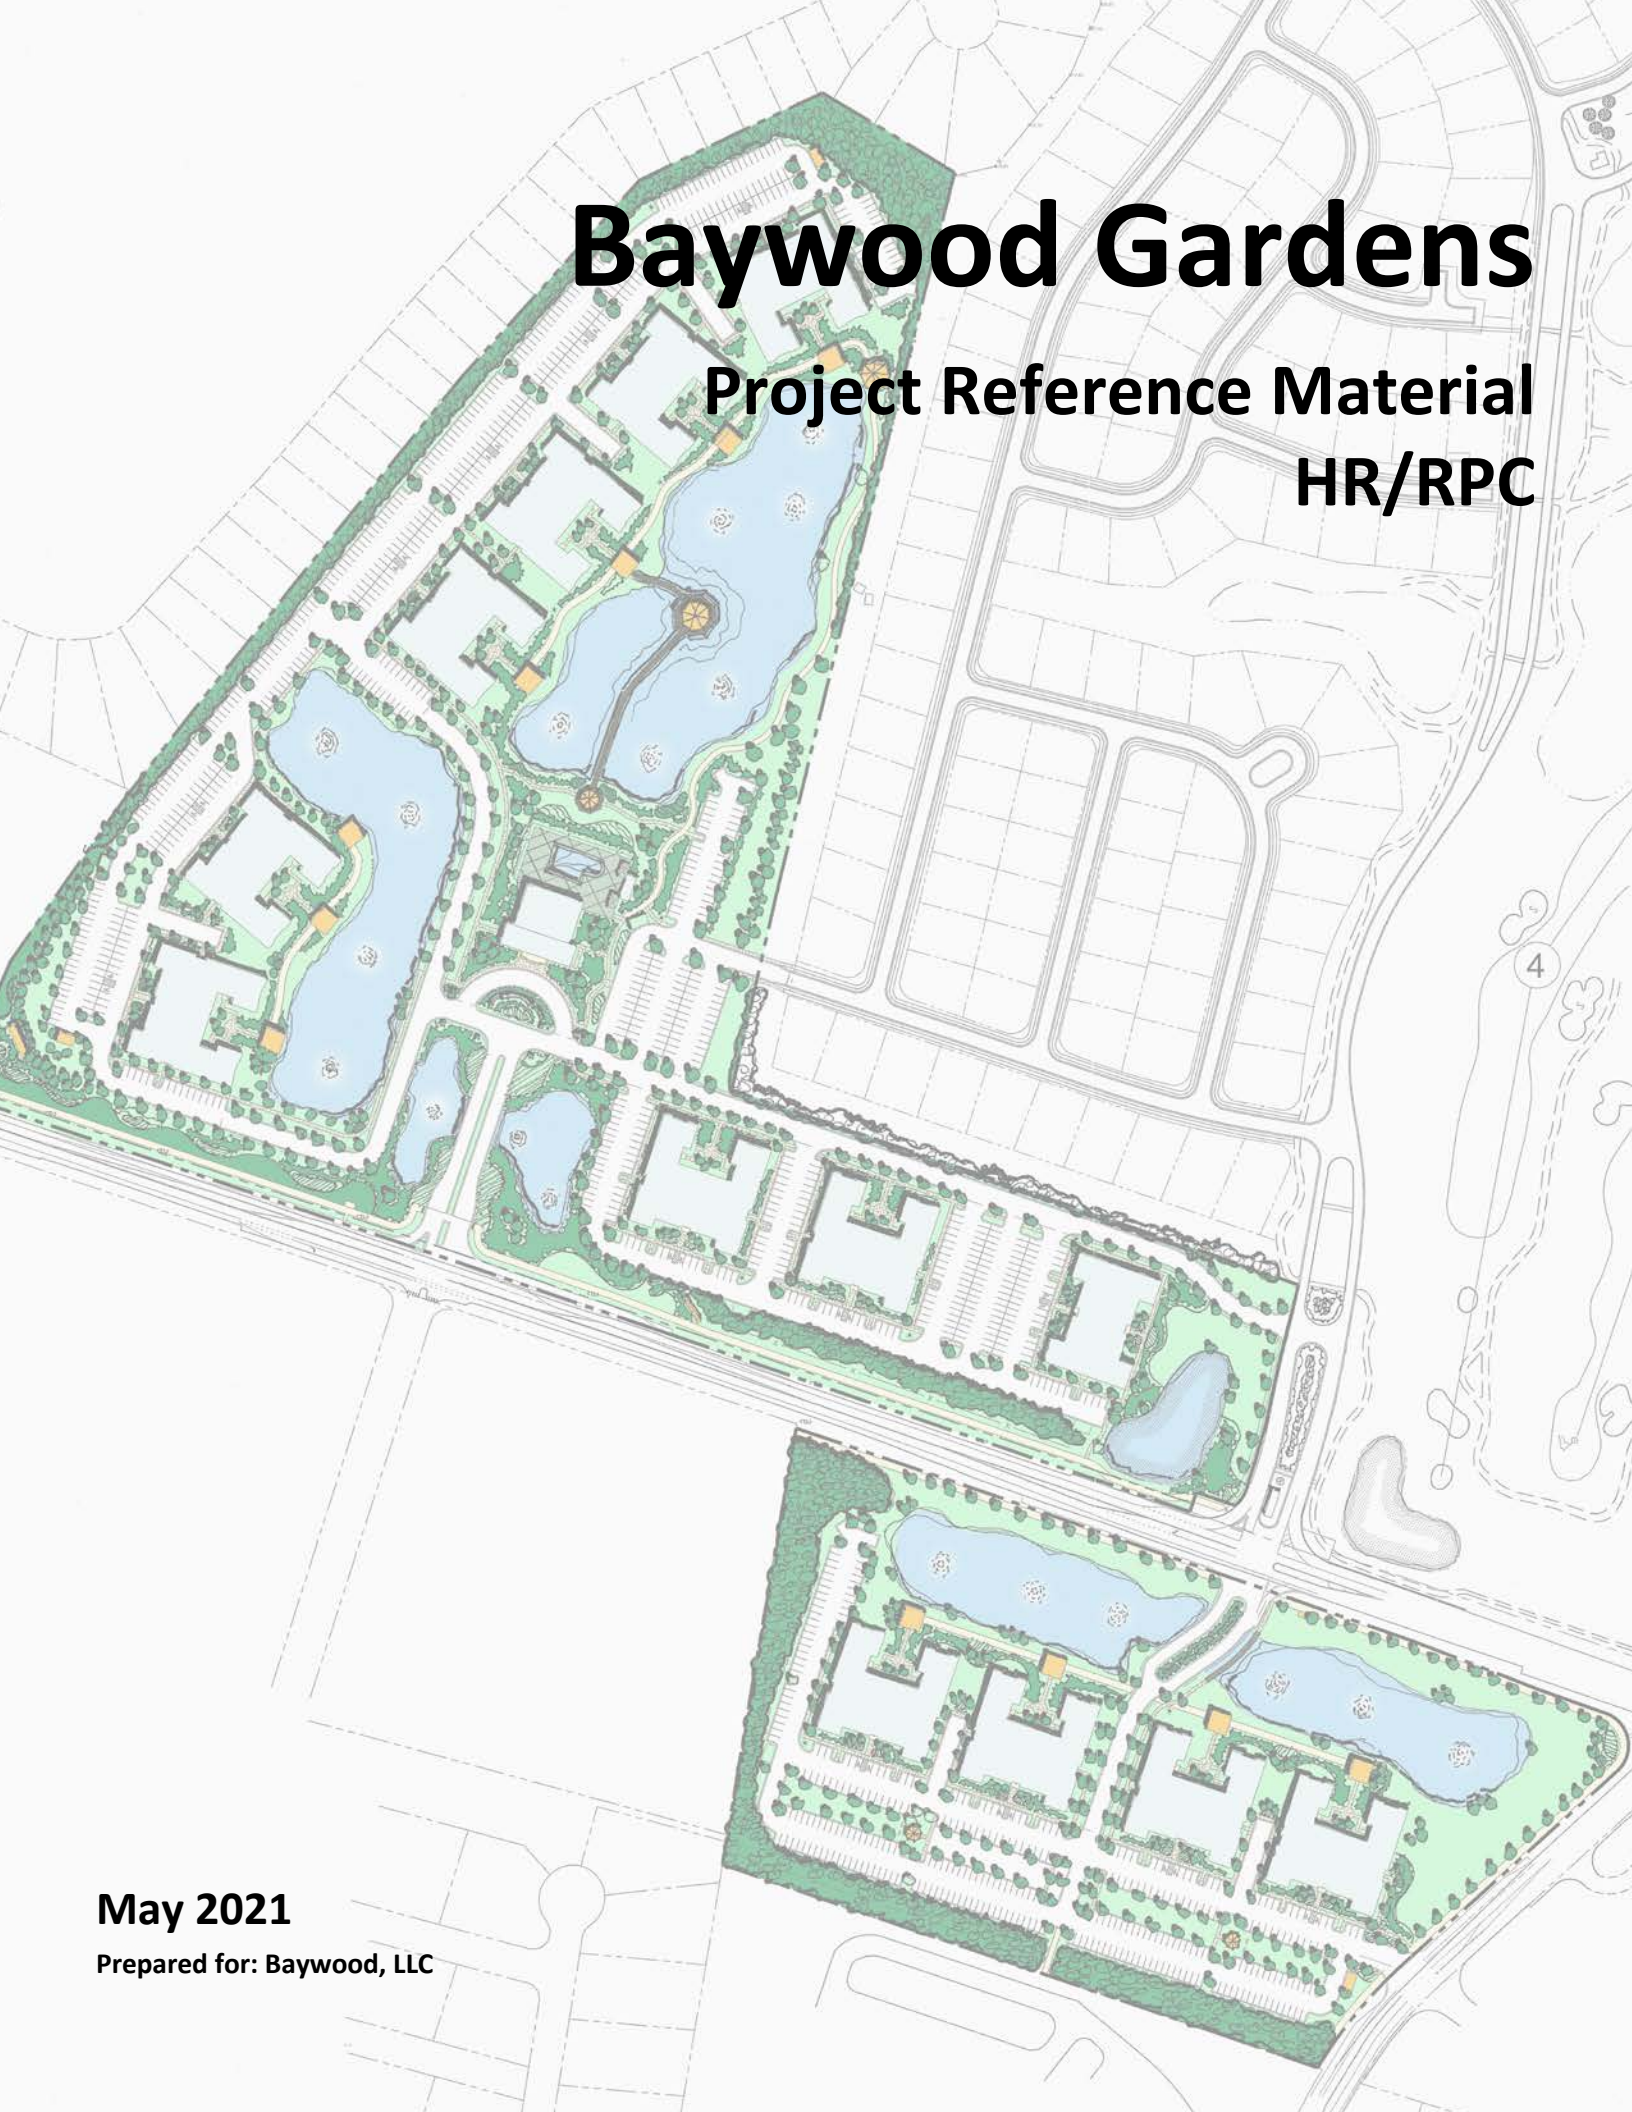 Baywood Gardens
Project Reference Material
HR/RPC
4
May 2021
Prepared for: Baywood, LLC